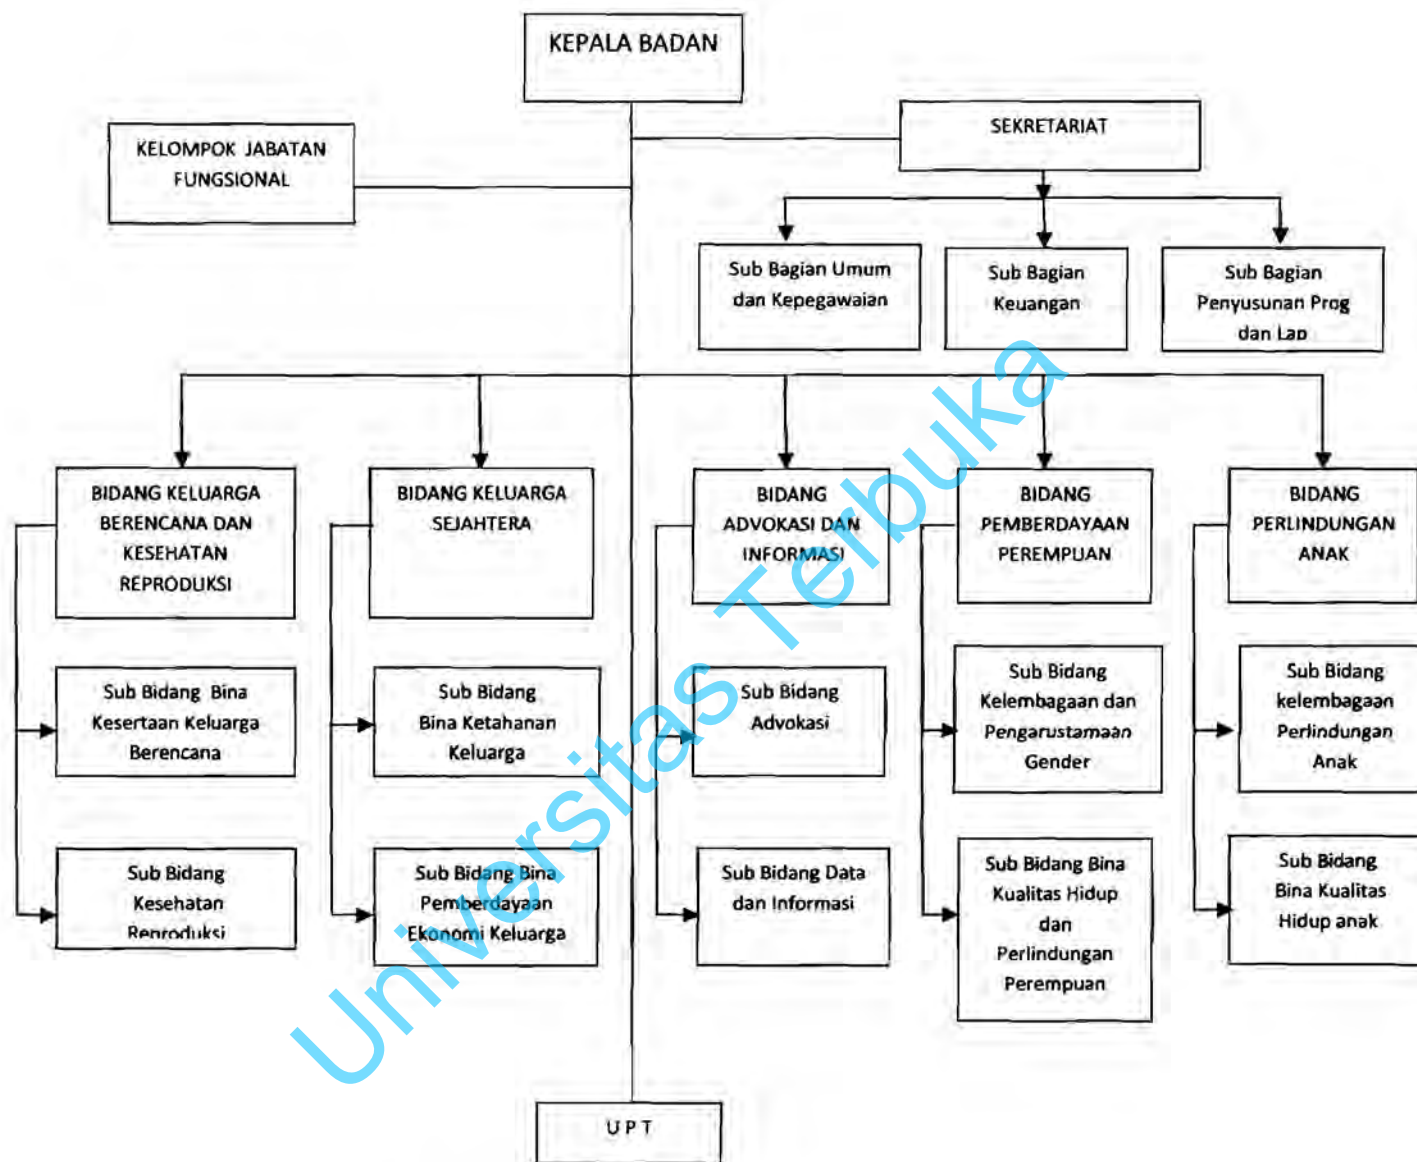 KEPALA BADAN
SEKRETARIAT
KELOMPOK JABATAN
FUNGSIONAL
Sub Bagian Umum
dan Kepegawaian
Sub Bagian
Keuangan
Sub Bagian
Penyusunan Prog
dan Lap
BIDANG KELUARGA
BERENCANA DAN
KESEHATAN
REPRODUKSI
BIDANG KELUARGA
SEJAHTERA
BIDANG
ADVOKASI DAN
INFORMASI
BIDANG
PEMBERDAYAAN
PEREMPUAN
BIDANG
PERLINDUNGAN
ANAK
Sub Bidang Bina
Kesertaan Keluarga
Berencana
Sub Bidang
Bina Ketahanan
Keluarga
Sub Bidang
Advokasi
Sub Bidang
Kelembagaan dan
Pengarustamaan
Gender
Sub Bidang
kelembagaan
Perlindungan
Anak
Sub Bidang
Kesehatan
Reproduksi
Sub Bidang Bina
Pemberdayaan
Ekonomi Keluarga
Sub Bidang Data
dan Informasi
Sub Bidang Bina
Kualitas Hidup
dan
Perlindungan
Perempuan
Sub Bidang
Bina Kualitas
Hidup anak
U P T
Universitas Terbuka